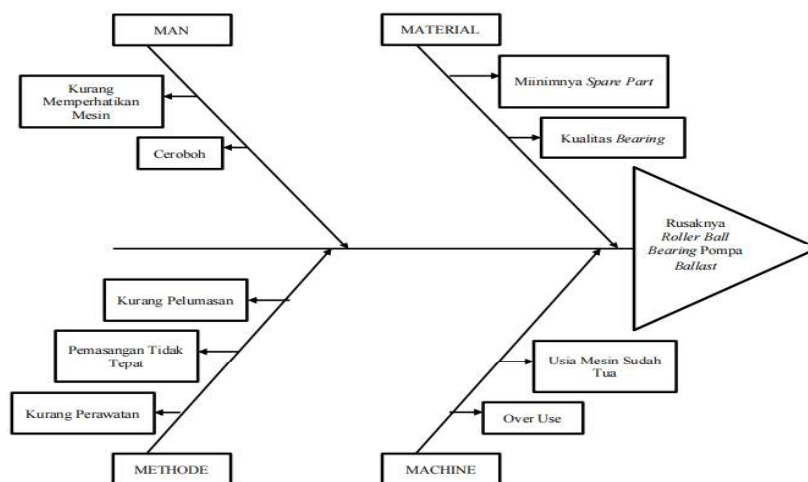 MAN
MATERIAL
Kurang
Memperhatikan
Mesin
Ceroboh
Miinimnya Spare Part
Kualitas Bearing
Rusaknya
Roller Ball
Bearing Pompa
Ballast
Kurang Pelumasan
Pemasangan Tidak
Tepat
Kurang Perawatan
Usia Mesin Sudah
Tua
Over Use
METHODE
MACHINE